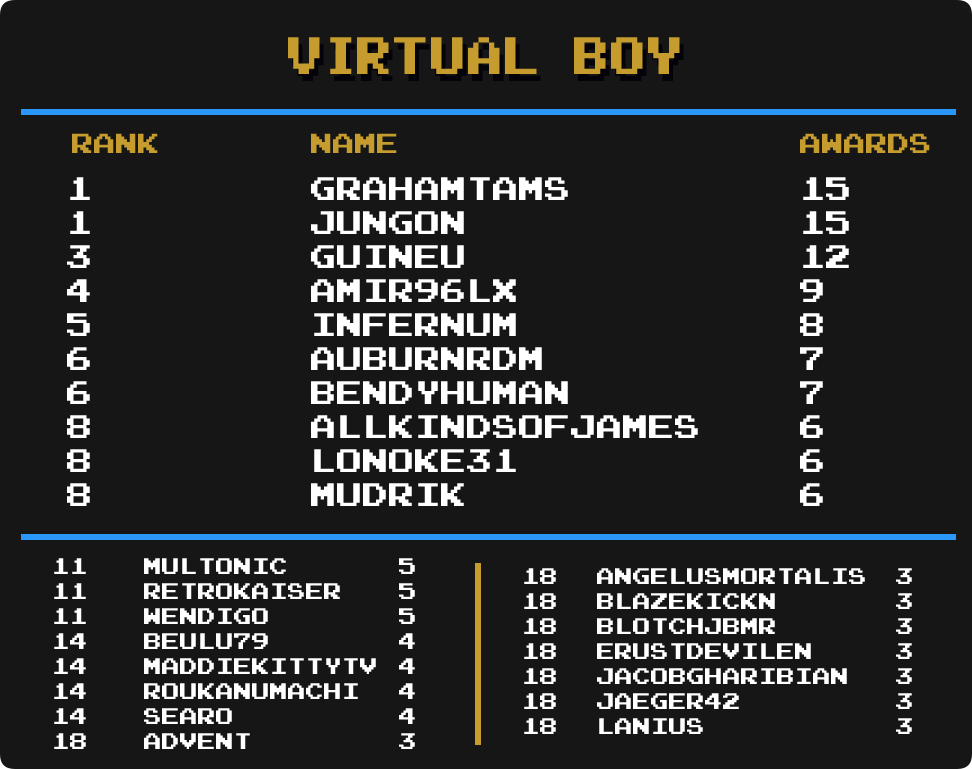 VIRTUAL BOY
RANK NAME AWARDS
1 GRAHAMTAMS 15
1 JUNGON 15
3 GUINEU 12
4 AMIR96LX 9
5 INFERNUM 8
6 AUBURNRDM 7
6 BENDYHUMAN 7
8 ALLKINDSOFJAMES 6
8 LONOKE31 6
8 MUDRIK 6
11 MULTONIC 5
11 RETROKAISER 5
11 WENDIGO 5
14 BEULU79 4
14 MADDIEKITTYTV 4
14 ROUKANUMACHI 4
14 SEARO 4
18 ADVENT 3
18 ANGELUSMORTALIS 3
18 BLAZEKICKN 3
18 BLOTCHJBMR 3
18 ERUSTDEVILEN 3
18 JACOBGHARIBIAN 3
18 JAEGER42 3
18 LANIUS 3